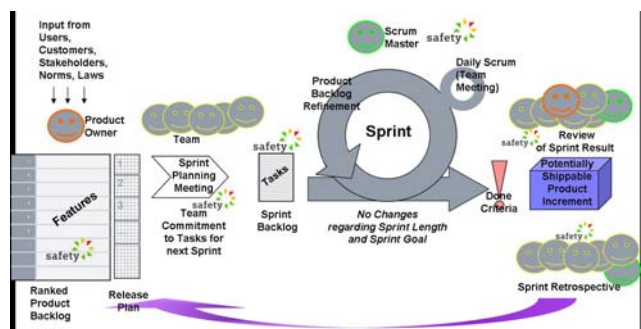 Input from
Users,
Customers,
Stakeholders,
Norms, Laws
Product
Owner
Team
Scrum
Master
safety
Daily Scrum
(Team
Meeting)
Product
Backlog
Refinement
Sprint
safety
Review
of Sprint Result
safety
Features
safety
1
2
3
Sprint
Planning
Meeting
safety
Team
Commitment
to Tasks for
next Sprint
safety
Tasks
Sprint
Backlog
No Changes
regarding Sprint Length
and Sprint Goal
Done
Criteria
Potentially
Shippable
Product
Increment
safety
Sprint Retrospective
Ranked
Product
Backlog
Release
Plan